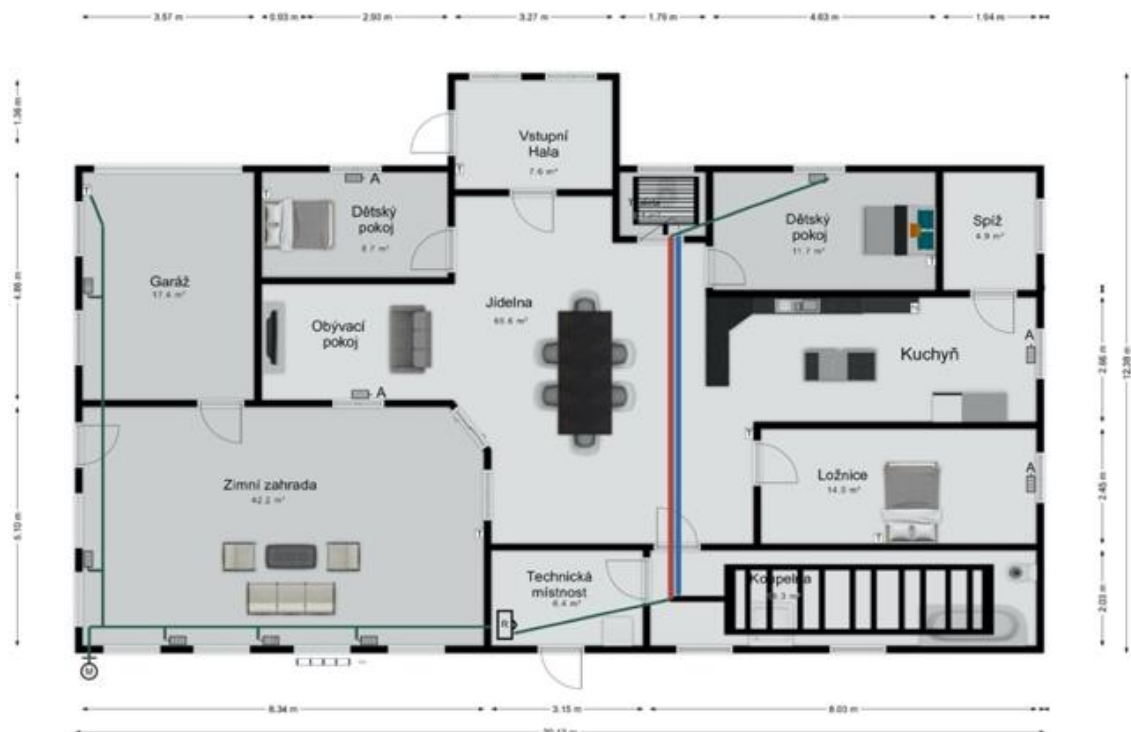 3.57 m
0.93 m
2.93 m
3.27 m
1.79 m
4.63 m
1.94 m
1.36 m
4.86 m
5.10 m
12.38 m
2.66 m
2.45 m
2.03 m
Vstupní
Hala
7.6 m²
T
T
T
A
Dětský
pokoj
8.7 m²
Dětský
pokoj
11.7 m²
T
Spíž
4.9 m²
Garáž
17.4 m²
Obývací
pokoj
A
Jídelna
65.6 m²
Kuchyň
A
T
Ložnice
14.5 m²
A
T
Zimní zahrada
42.2 m²
T
Technická
místnost
6.4 m²
R
Koupelna
M
8.34 m
3.15 m
8.03 m